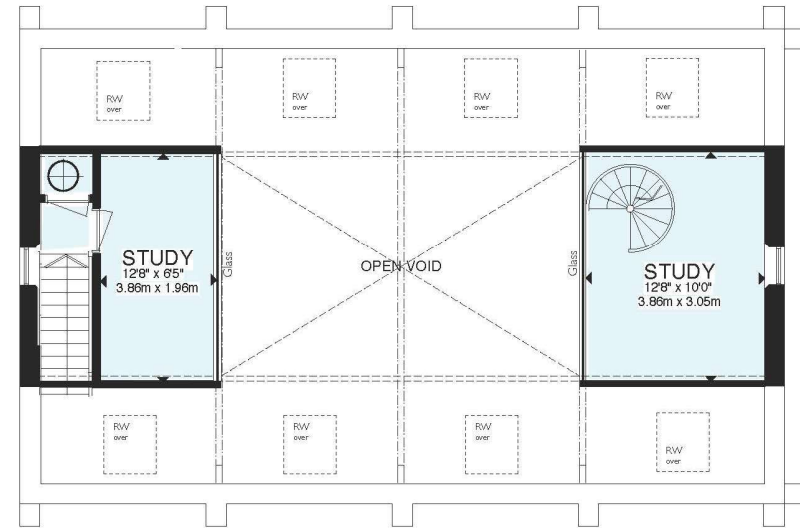 RW
over
RW
over
RW
over
RW
over
STUDY
12'8" x 6'5"
3.86m x 1.96m
Glass
OPEN VOID
Glass
STUDY
12'8" x 10'0"
3.86m x 3.05m
RW
over
RW
over
RW
over
RW
over